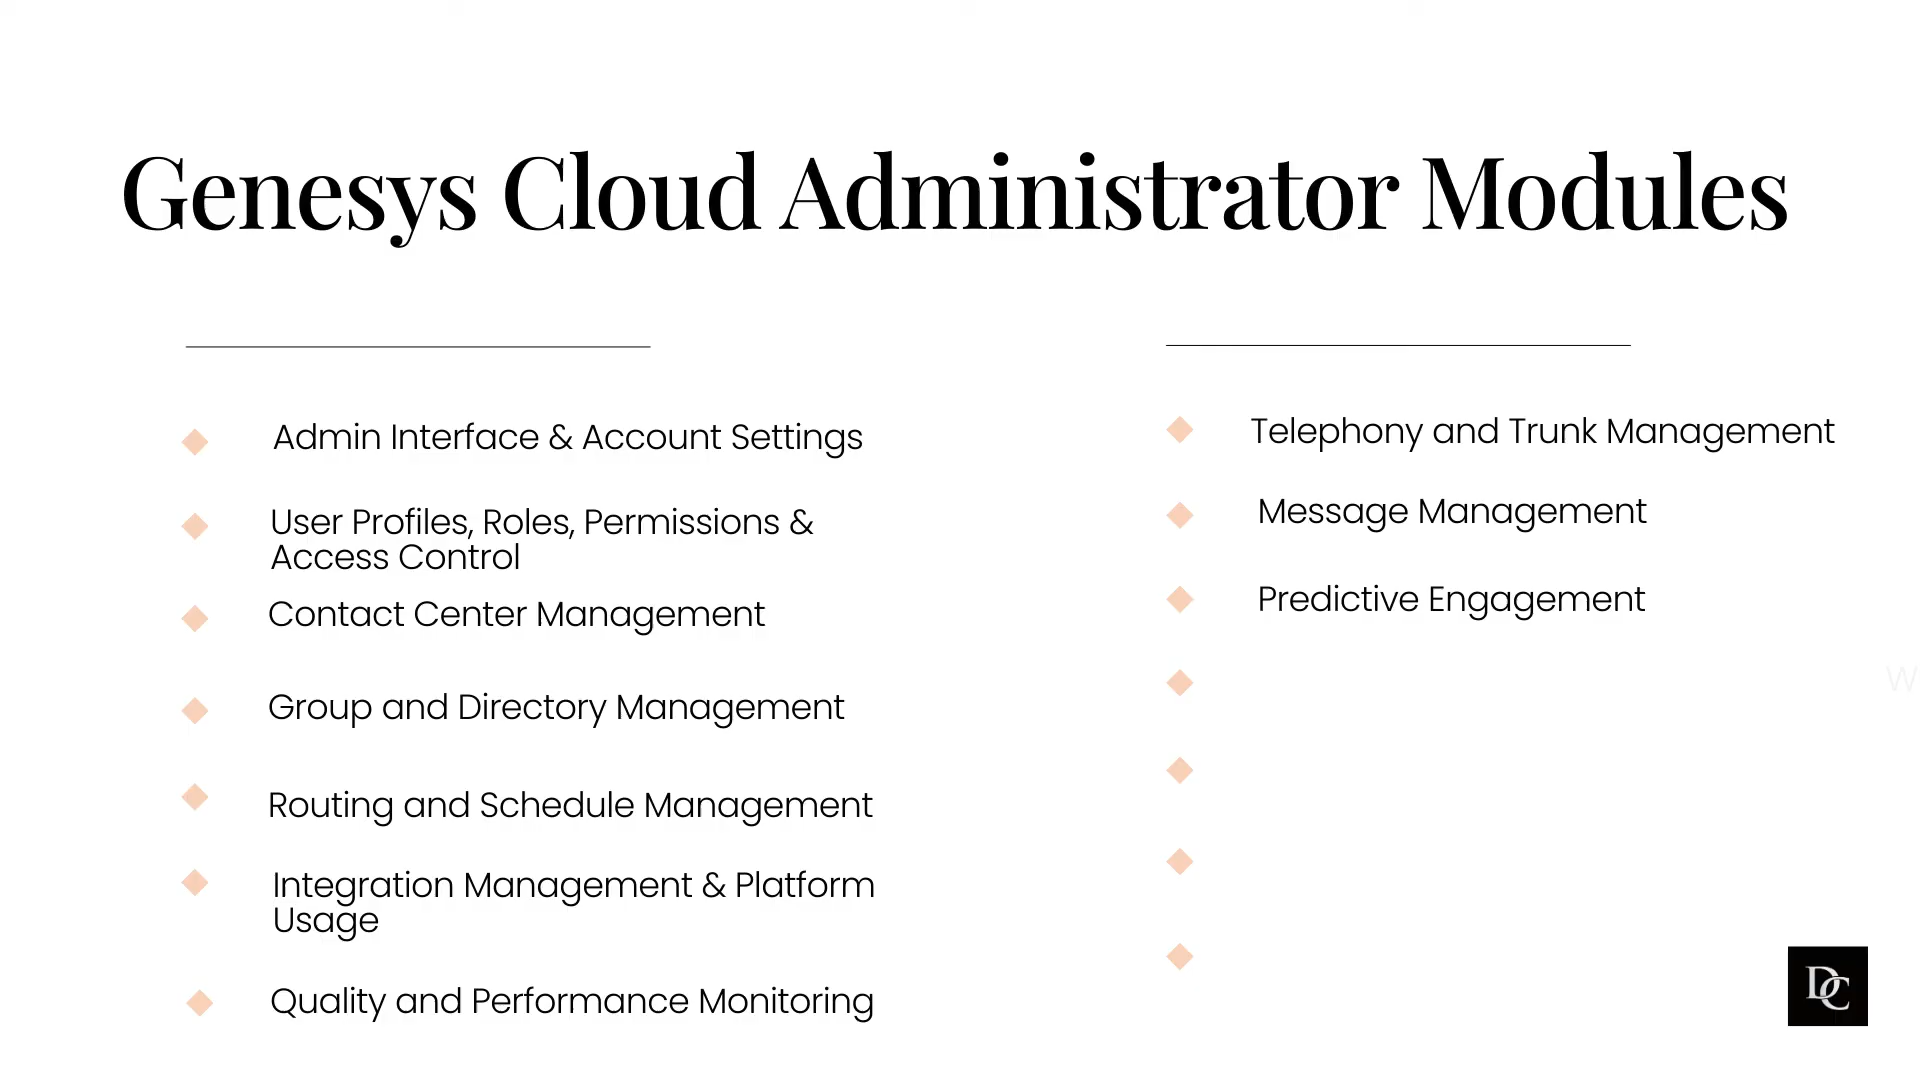 Genesys Cloud Administrator Modules
Admin Interface & Account Settings
User Profiles, Roles, Permissions &
Access Control
Contact Center Management
Group and Directory Management
Routing and Schedule Management
Integration Management & Platform
Usage
Quality and Performance Monitoring
Telephony and Trunk Management
Message Management
Predictive Engagement
W
DC